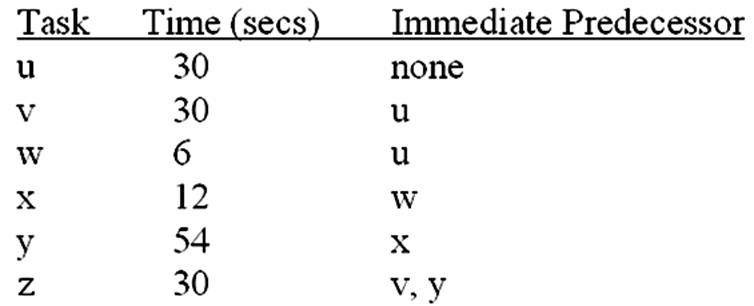 Task Time (secs) Immediate Predecessor
u 30 none
v 30 u
w 6 u
x 12 w
y 54 x
z 30 v, y